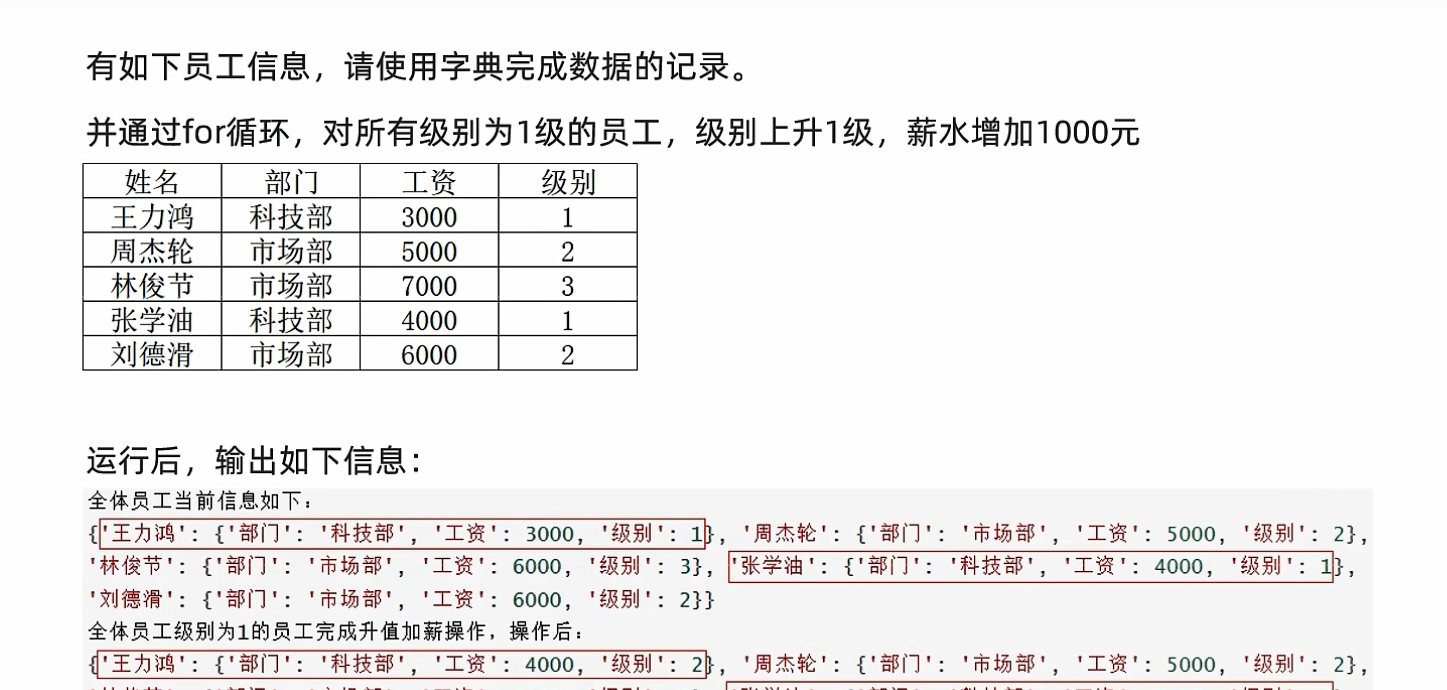 有如下员工信息，请使用字典完成数据的记录。
并通过for循环，对所有级别为1级的员工，级别上升1级，薪水增加1000元
姓名 部门 工资 级别
王力鸿 科技部 3000 1
周杰轮 市场部 5000 2
林俊节 市场部 7000 3
张学油 科技部 4000 1
刘德滑 市场部 6000 2
运行后，输出如下信息：
全体员工当前信息如下：
{'王力鸿': {'部门': '科技部', '工资': 3000, '级别': 1}, '周杰轮': {'部门': '市场部', '工资': 5000, '级别': 2},
'林俊节': {'部门': '市场部', '工资': 6000, '级别': 3}, '张学油': {'部门': '科技部', '工资': 4000, '级别': 1},
'刘德滑': {'部门': '市场部', '工资': 6000, '级别': 2}}
全体员工级别为1的员工完成升值加薪操作，操作后：
{'王力鸿': {'部门': '科技部', '工资': 4000, '级别': 2}, '周杰轮': {'部门': '市场部', '工资': 5000, '级别': 2},